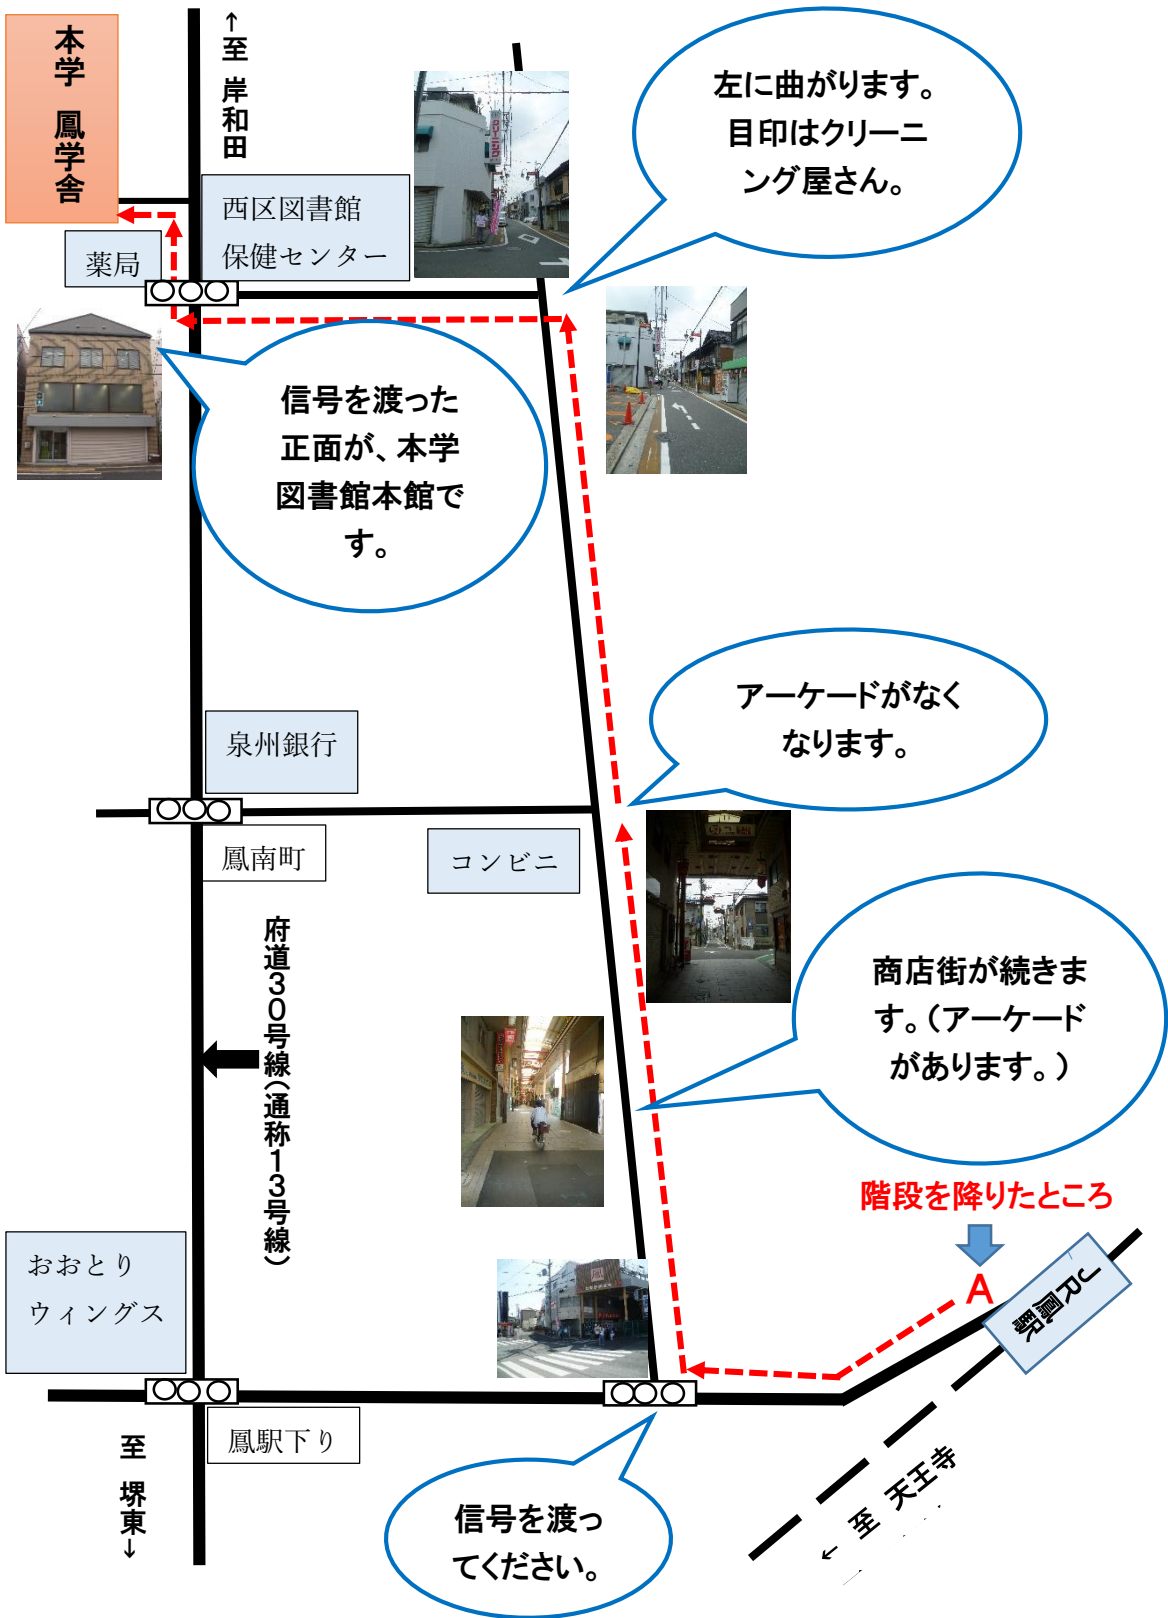 本学 鳳学舎
↑至 岸和田
左に曲がります。
目印はクリーニ
ング屋さん。
クリーニング
西区図書館
保健センター
薬局
信号を渡った
正面が、本学
図書館本館で
す。
アーケードがなく
なります。
泉州銀行
鳳南町
コンビニ
府道30号線(通称13号線)
商店街が続きま
す。(アーケード
があります。)
階段を降りたところ
A
JR鳳駅
おおとり
ウィングス
鳳駅下り
至 堺東↓
信号を渡っ
てください。
←至 天王寺